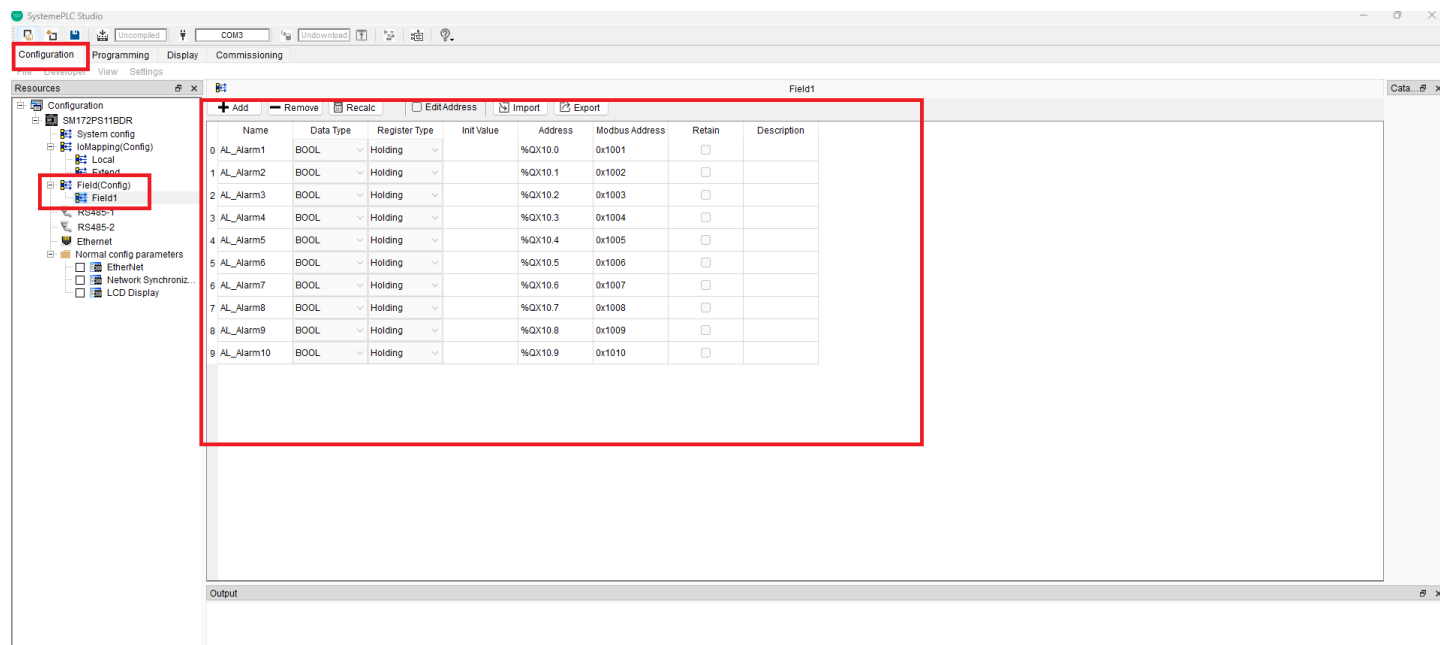 SystemePLC Studio
Uncompiled COM3 Undownload
Configuration Programming Display Commissioning
File Developer View Settings
Resources
Field1
Cata...
Configuration
SM172PS11BDR
System config
IoMapping(Config)
Local
Extend
Field(Config)
Field1
RS485-1
RS485-2
Ethernet
Normal config parameters
EtherNet
Network Synchroniz...
LCD Display
Add Remove Recalc Edit Address Import Export
Name Data Type Register Type Init Value Address Modbus Address Retain Description
0 AL_Alarm1 BOOL Holding %QX10.0 0x1001
1 AL_Alarm2 BOOL Holding %QX10.1 0x1002
2 AL_Alarm3 BOOL Holding %QX10.2 0x1003
3 AL_Alarm4 BOOL Holding %QX10.3 0x1004
4 AL_Alarm5 BOOL Holding %QX10.4 0x1005
5 AL_Alarm6 BOOL Holding %QX10.5 0x1006
6 AL_Alarm7 BOOL Holding %QX10.6 0x1007
7 AL_Alarm8 BOOL Holding %QX10.7 0x1008
8 AL_Alarm9 BOOL Holding %QX10.8 0x1009
9 AL_Alarm10 BOOL Holding %QX10.9 0x1010
Output